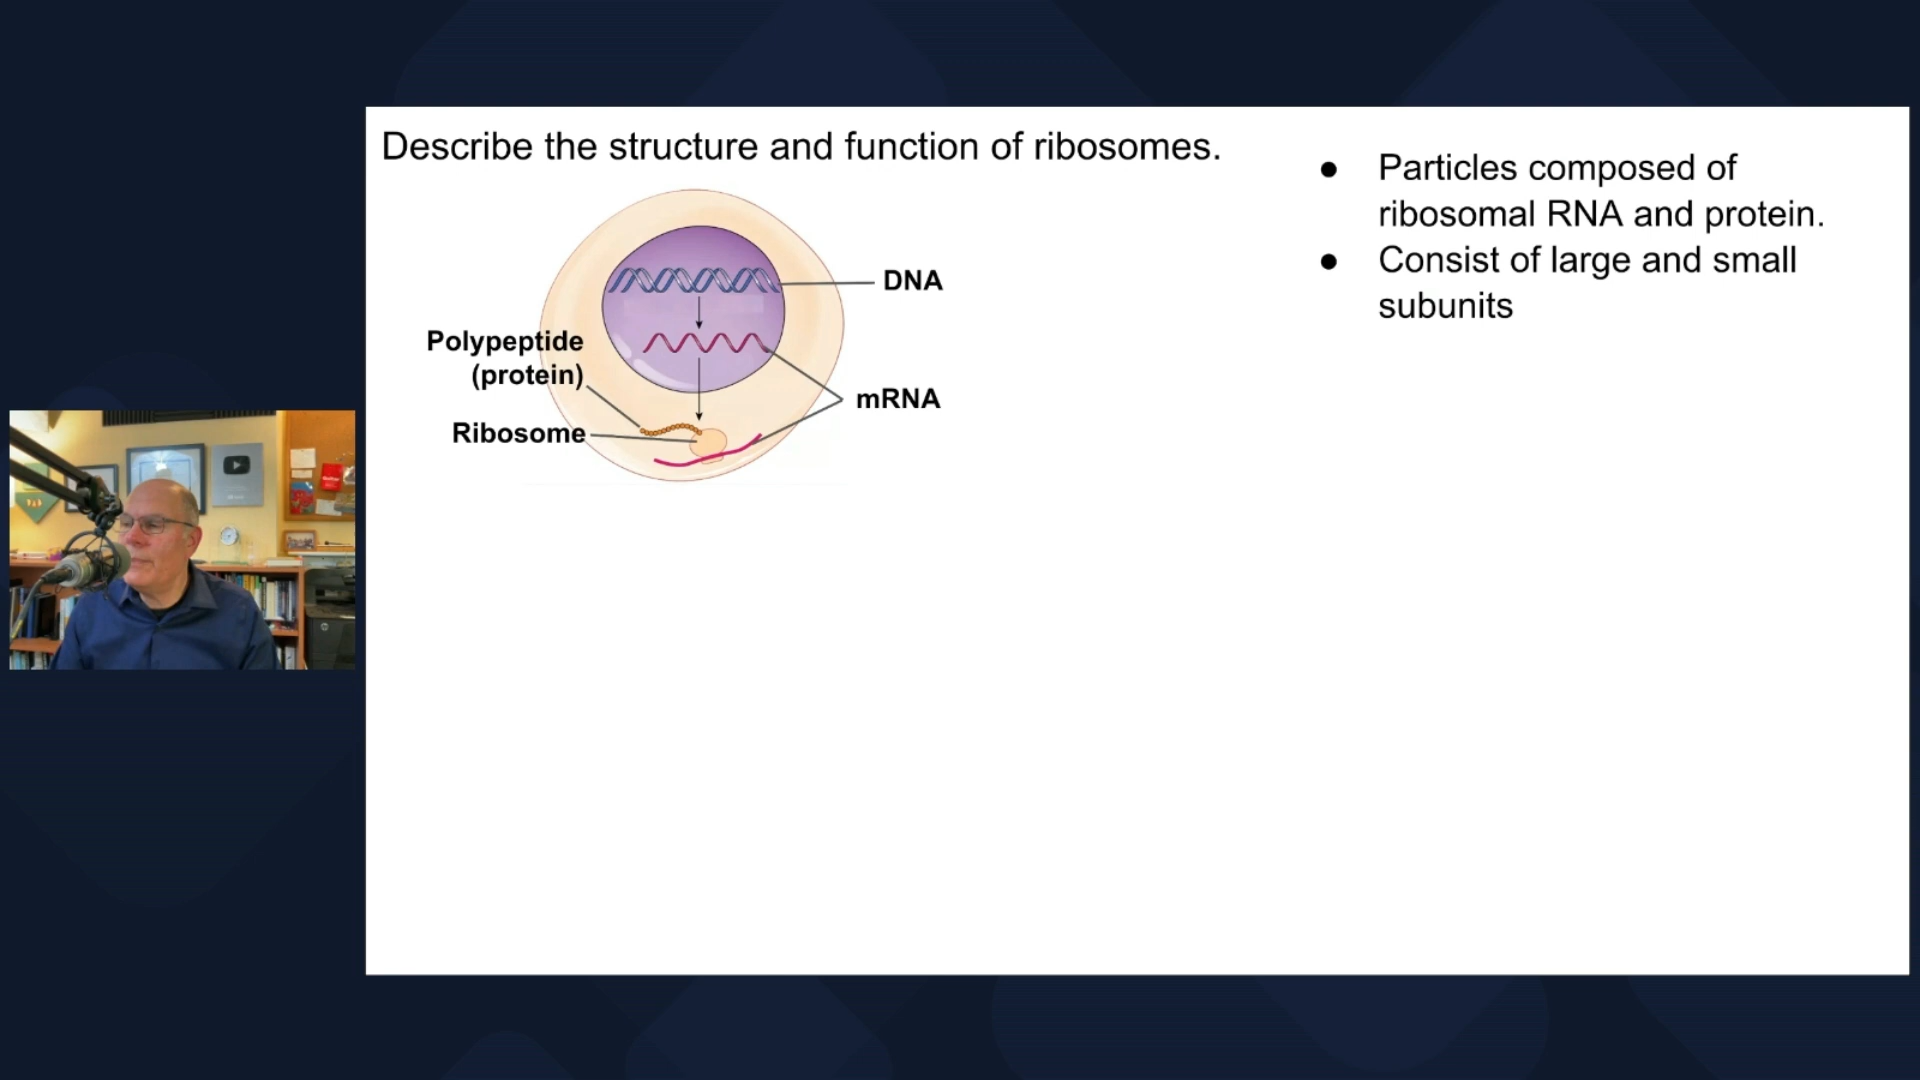 Describe the structure and function of ribosomes.
● Particles composed of
ribosomal RNA and protein.
● Consist of large and small
subunits
DNA
Polypeptide
(protein)
mRNA
Ribosome